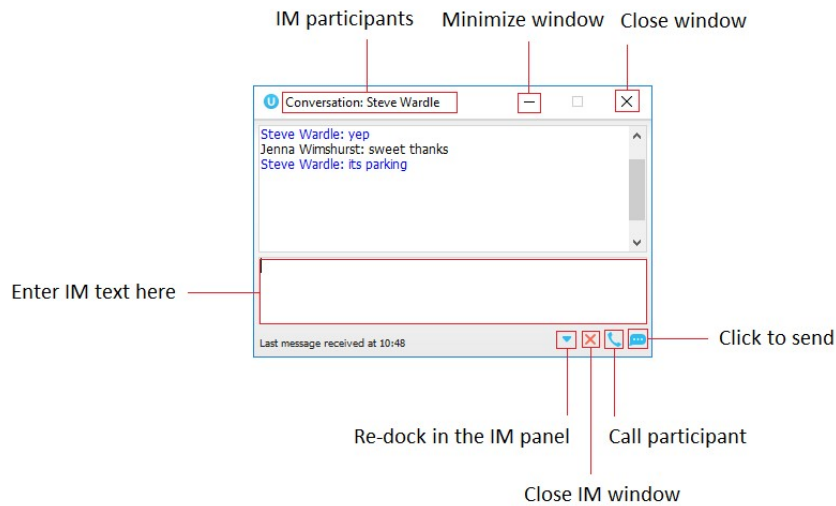 IM participants
Minimize window
Close window
U
Conversation: Steve Wardle
Steve Wardle: yep
Jenna Wimshurst: sweet thanks
Steve Wardle: its parking
Enter IM text here
Last message received at 10:48
Click to send
Re-dock in the IM panel
Call participant
Close IM window